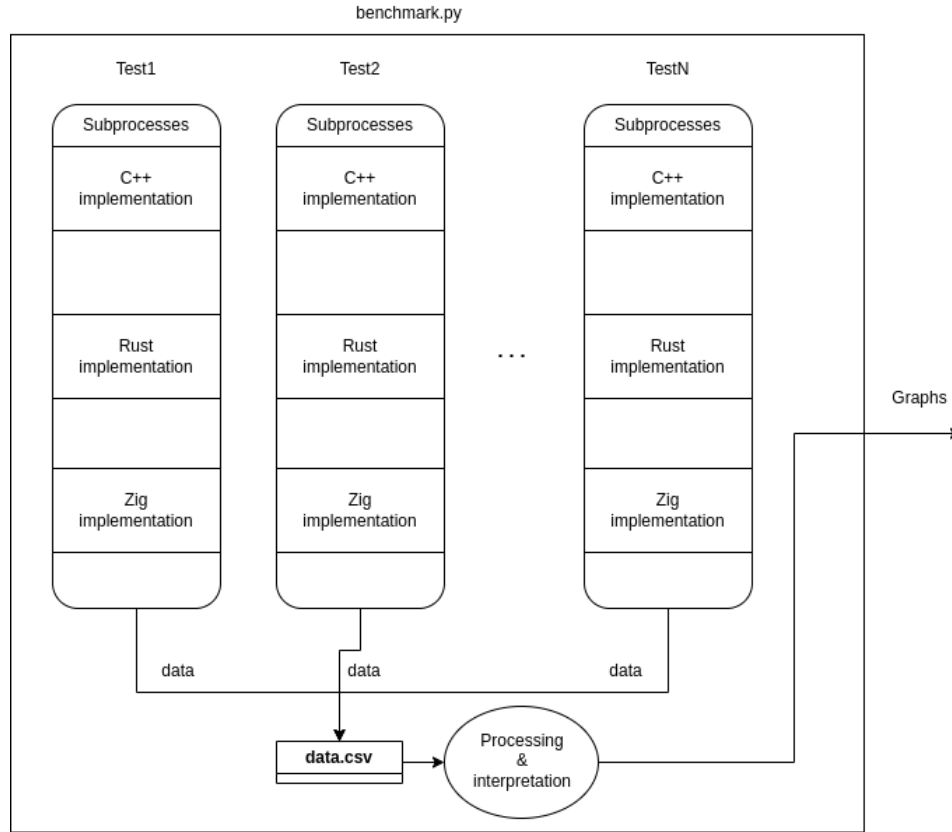 benchmark.py
Test1
Test2
TestN
Subprocesses
Subprocesses
Subprocesses
C++
implementation
C++
implementation
C++
implementation
Rust
implementation
Rust
implementation
...
Rust
implementation
Graphs
Zig
implementation
Zig
implementation
Zig
implementation
data
data
data
data.csv
Processing
&
interpretation